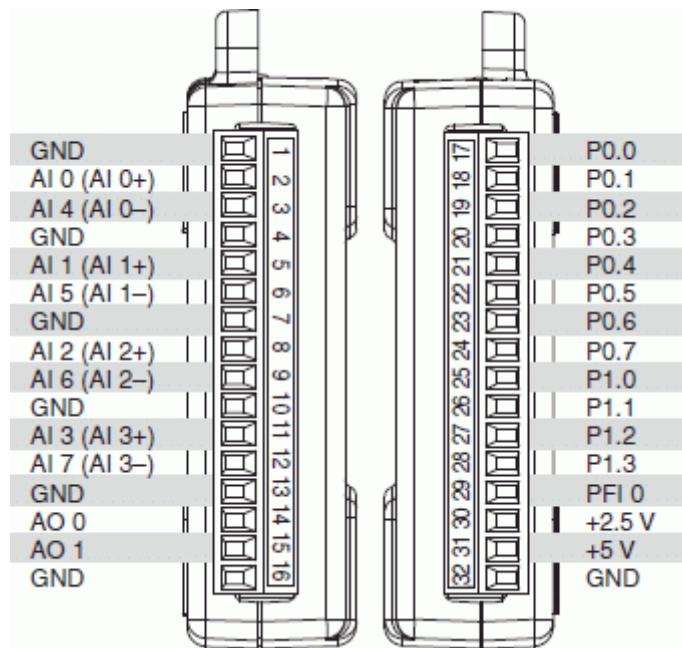 GND 1
AI 0 (AI 0+) 2
AI 4 (AI 0–) 3
GND 4
AI 1 (AI 1+) 5
AI 5 (AI 1–) 6
GND 7
AI 2 (AI 2+) 8
AI 6 (AI 2–) 9
GND 10
AI 3 (AI 3+) 11
AI 7 (AI 3–) 12
GND 13
AO 0 14
AO 1 15
GND 16
17 P0.0
18 P0.1
19 P0.2
20 P0.3
21 P0.4
22 P0.5
23 P0.6
24 P0.7
25 P1.0
26 P1.1
27 P1.2
28 P1.3
29 PFI 0
30 +2.5 V
31 +5 V
32 GND